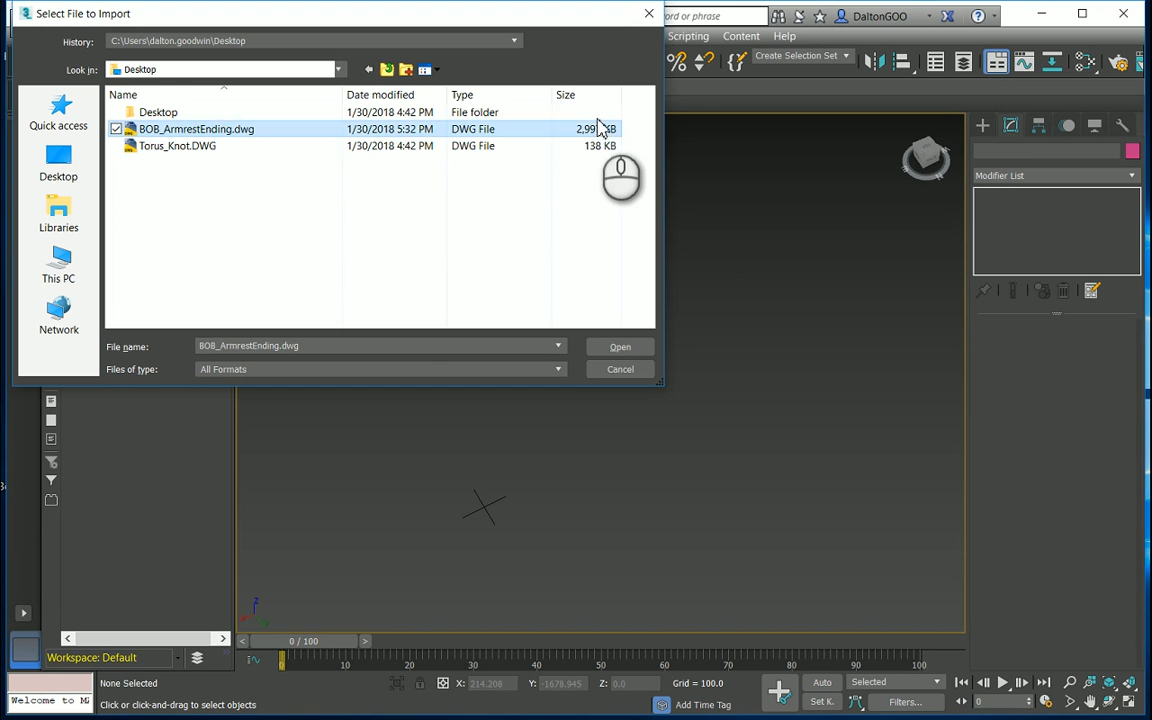 Select File to Import
ord or phrase
DaltonGOO
History:
C:\Users\dalton.goodwin\Desktop
Scripting
Content
Help
Look in:
Desktop
Create Selection Set
Name
Date modified
Type
Size
Desktop
1/30/2018 4:42 PM
File folder
BOB_ArmrestEnding.dwg
1/30/2018 5:32 PM
DWG File
Torus_Knot.DWG
1/30/2018 4:42 PM
DWG File
138 KB
Quick access
Desktop
Libraries
This PC
Network
Modifier List
File name:
BOB_ArmrestEnding.dwg
Open
Files of type:
All Formats
Cancel
z
0 / 100
Workspace: Default
0
10
20
30
40
50
60
70
80
90
100
None Selected
X:
214.208
Y:
-1678.945
Z:
0.0
Grid = 100.0
Auto
Selected
Welcome to M
Click or click-and-drag to select objects
Add Time Tag
Set K.
Filters...
0